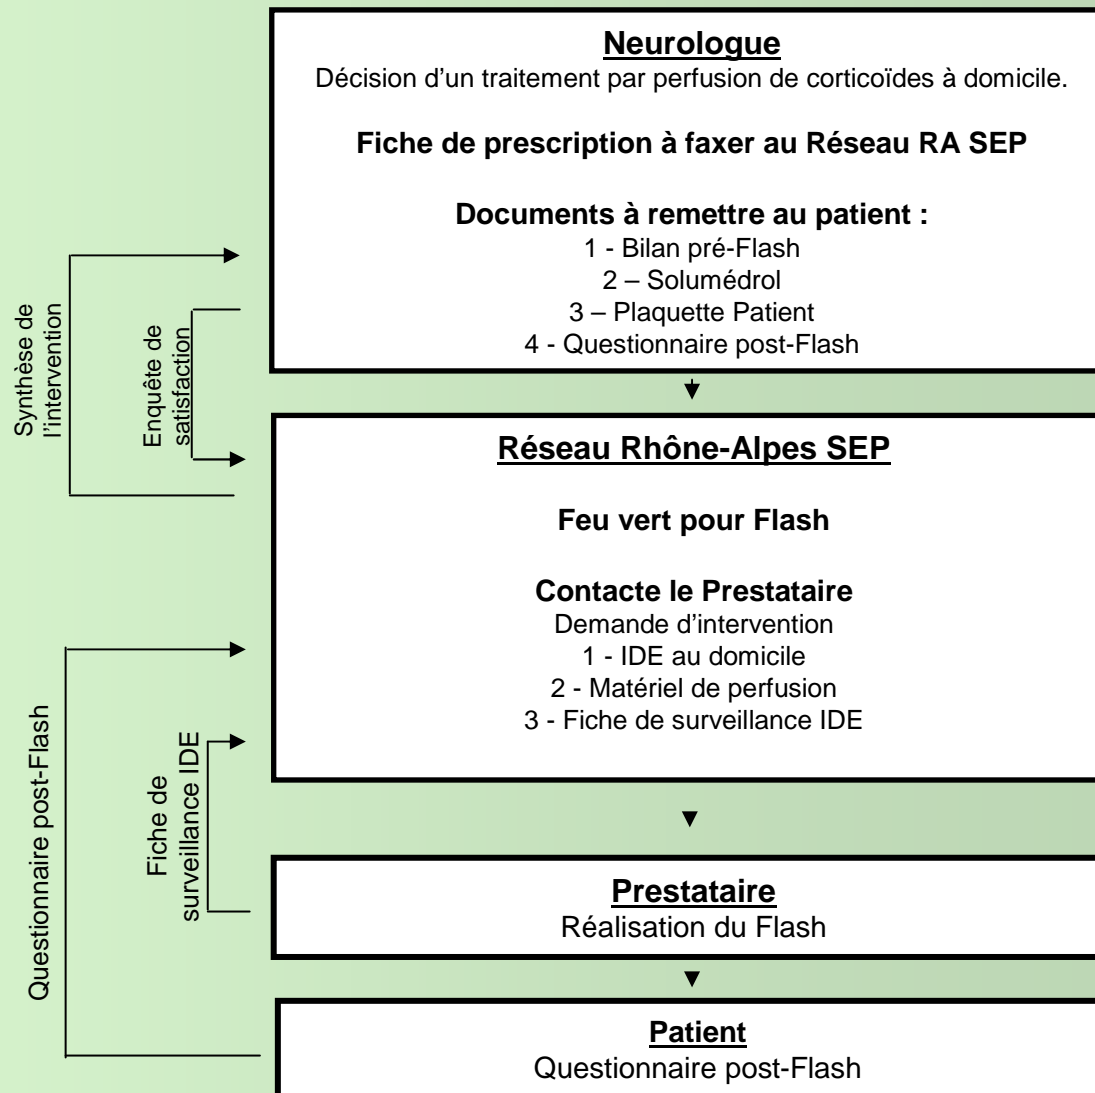 Neurologue
Décision d'un traitement par perfusion de corticoïdes à domicile.
Fiche de prescription à faxer au Réseau RA SEP
Documents à remettre au patient :
1 - Bilan pré-Flash
2 – Solumédrol
3 – Plaquette Patient
4 - Questionnaire post-Flash
Synthèse de
l'intervention
Enquête de
satisfaction
Réseau Rhône-Alpes SEP
Feu vert pour Flash
Contacte le Prestataire
Demande d'intervention
1 - IDE au domicile
2 - Matériel de perfusion
3 - Fiche de surveillance IDE
Questionnaire post-Flash
Fiche de
surveillance IDE
Prestataire
Réalisation du Flash
Patient
Questionnaire post-Flash